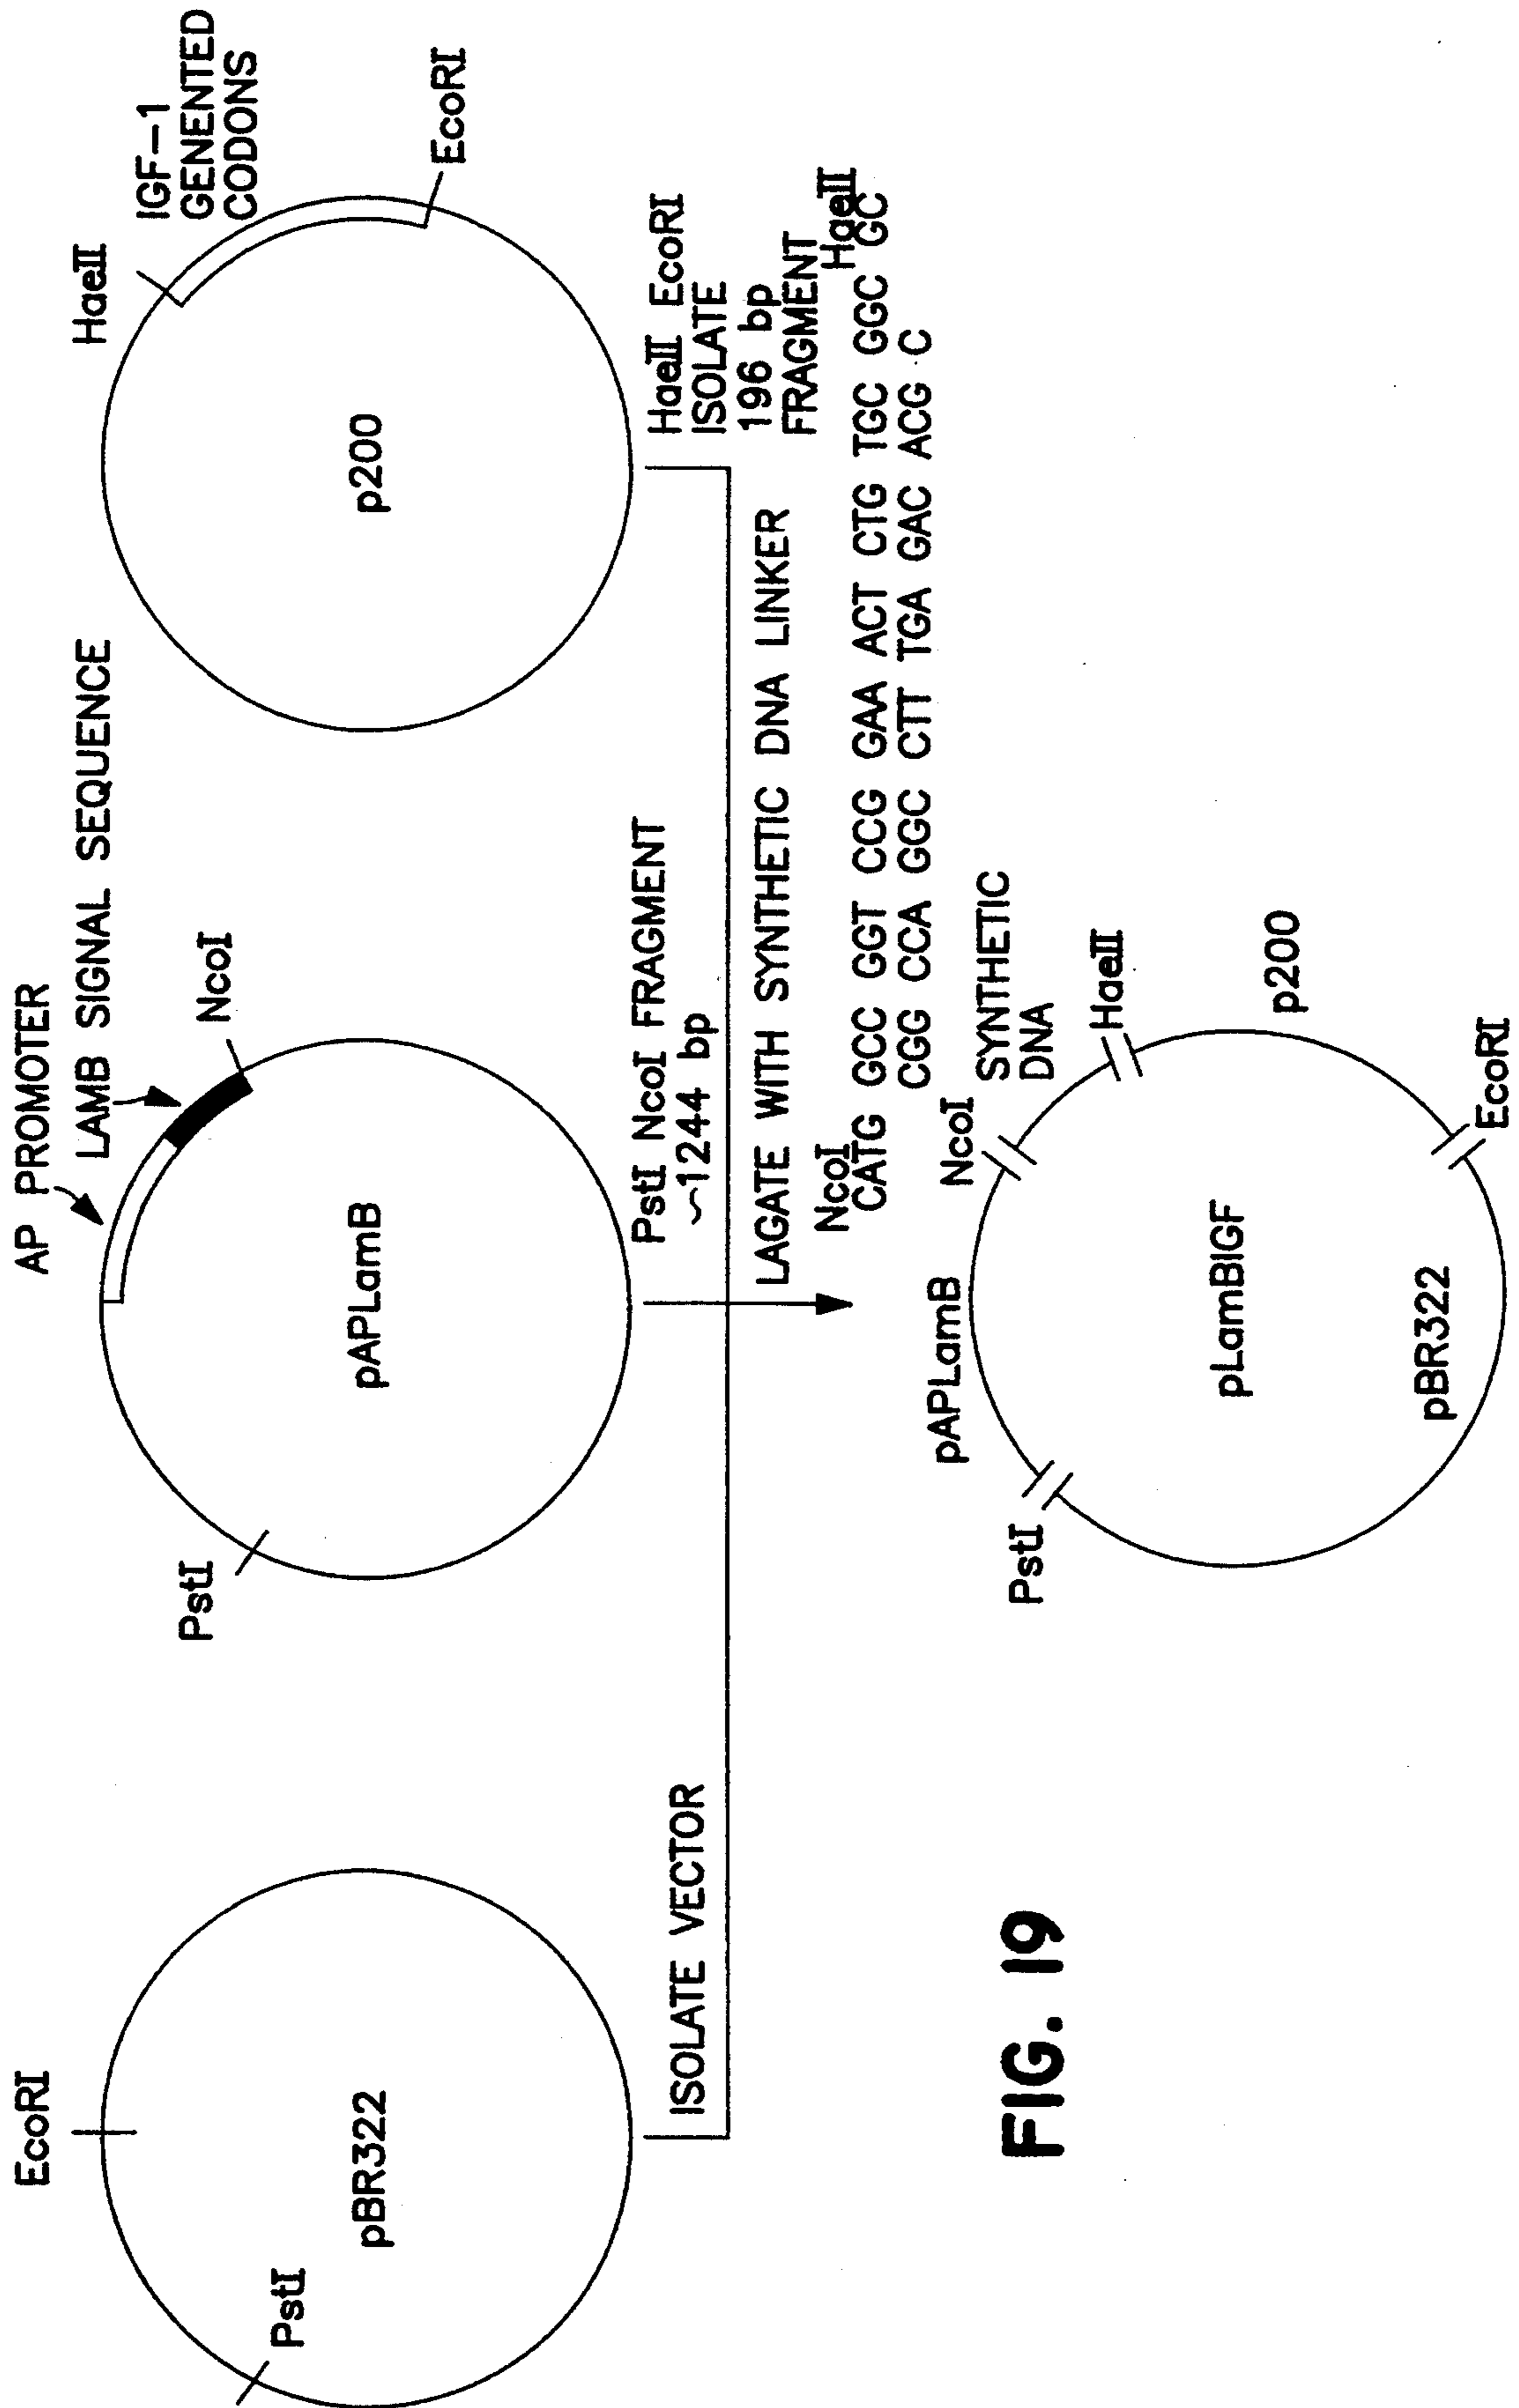 EcoRI
PstI
pBR322
ISOLATE VECTOR
AP PROMOTER
LAMB SIGNAL SEQUENCE
NcoI
PstI
pAPLamB
PstI NcoI FRAGMENT
~1244 bp
HaeII
IGF-1
GENENTED
CODONS
EcoRI
p200
HaeII EcoRI
ISOLATE
196 bp
FRAGMENT
LAGATE WITH SYNTHETIC DNA LINKER
NcoI
HaeII
CATG GCC GGT CCG GAA ACT CTG TGC GGC GC
CGG CCA GGC CTT TGA GAC ACG C
pAPLamB
NcoI
SYNTHETIC
DNA
HaeII
PstI
pLamBIGF
p200
pBR322
EcoRI
FIG. 19